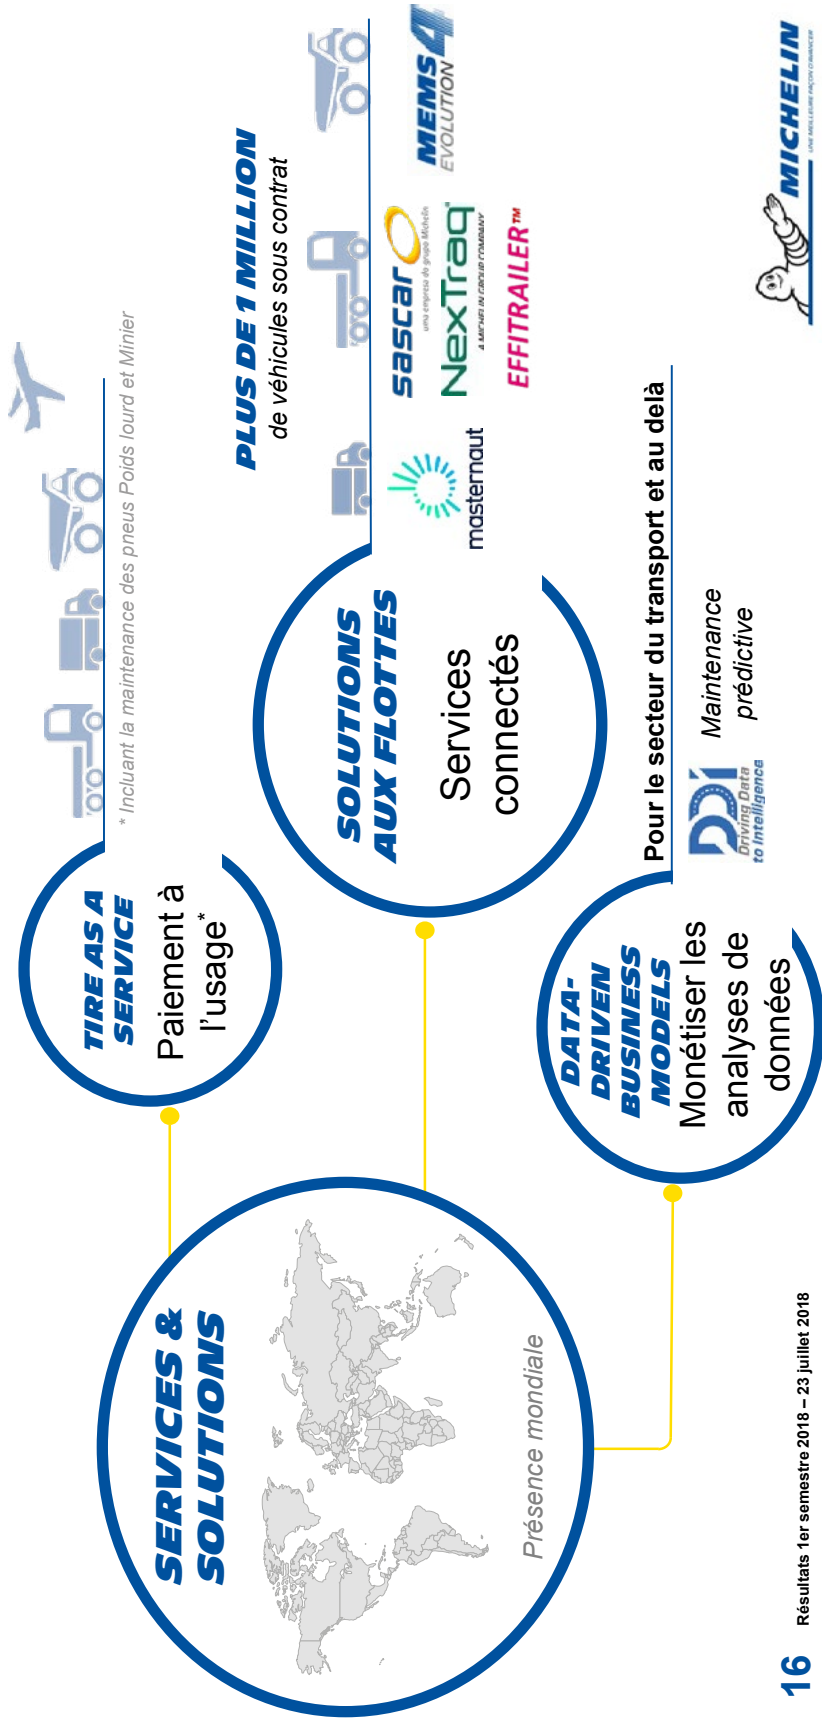 SERVICES &
SOLUTIONS
Présence mondiale
TIRE AS A
SERVICE
Paiement à
l'usage*
* Incluant la maintenance des pneus Poids lourd et Minier
SOLUTIONS
AUX FLOTTES
Services
connectés
PLUS DE 1 MILLION
de véhicules sous contrat
masternaut
sascar
uma empresa do grupo Michelin
NexTraq
A MICHELIN GROUP COMPANY
EFFITRAILER™
MEMS4
EVOLUTION
DATA-
DRIVEN
BUSINESS
MODELS
Monétiser les
analyses de
données
Pour le secteur du transport et au delà
DDi
Driving Data
to Intelligence
Maintenance
prédictive
16 Résultats 1er semestre 2018 – 23 juillet 2018
MICHELIN
UNE MEILLEURE FAÇON D'AVANCER